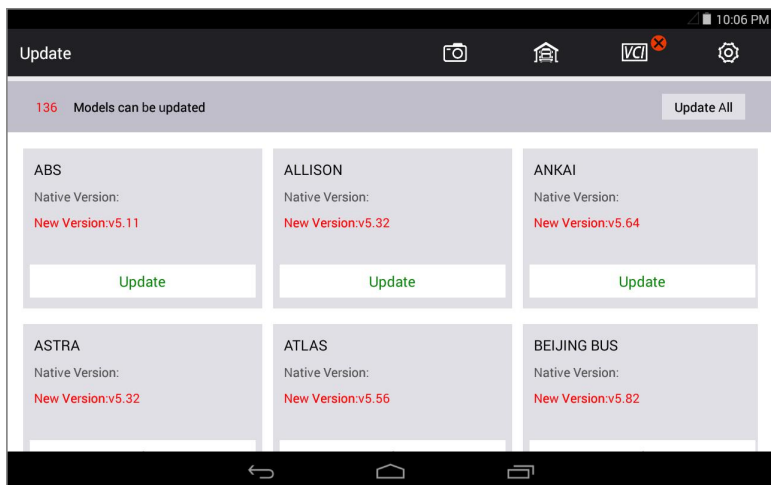 10:06 PM
Update
VCI
136 Models can be updated
Update All
ABS
Native Version:
New Version:v5.11
Update
ALLISON
Native Version:
New Version:v5.32
Update
ANKAI
Native Version:
New Version:v5.64
Update
ASTRA
Native Version:
New Version:v5.32
ATLAS
Native Version:
New Version:v5.56
BEIJING BUS
Native Version:
New Version:v5.82